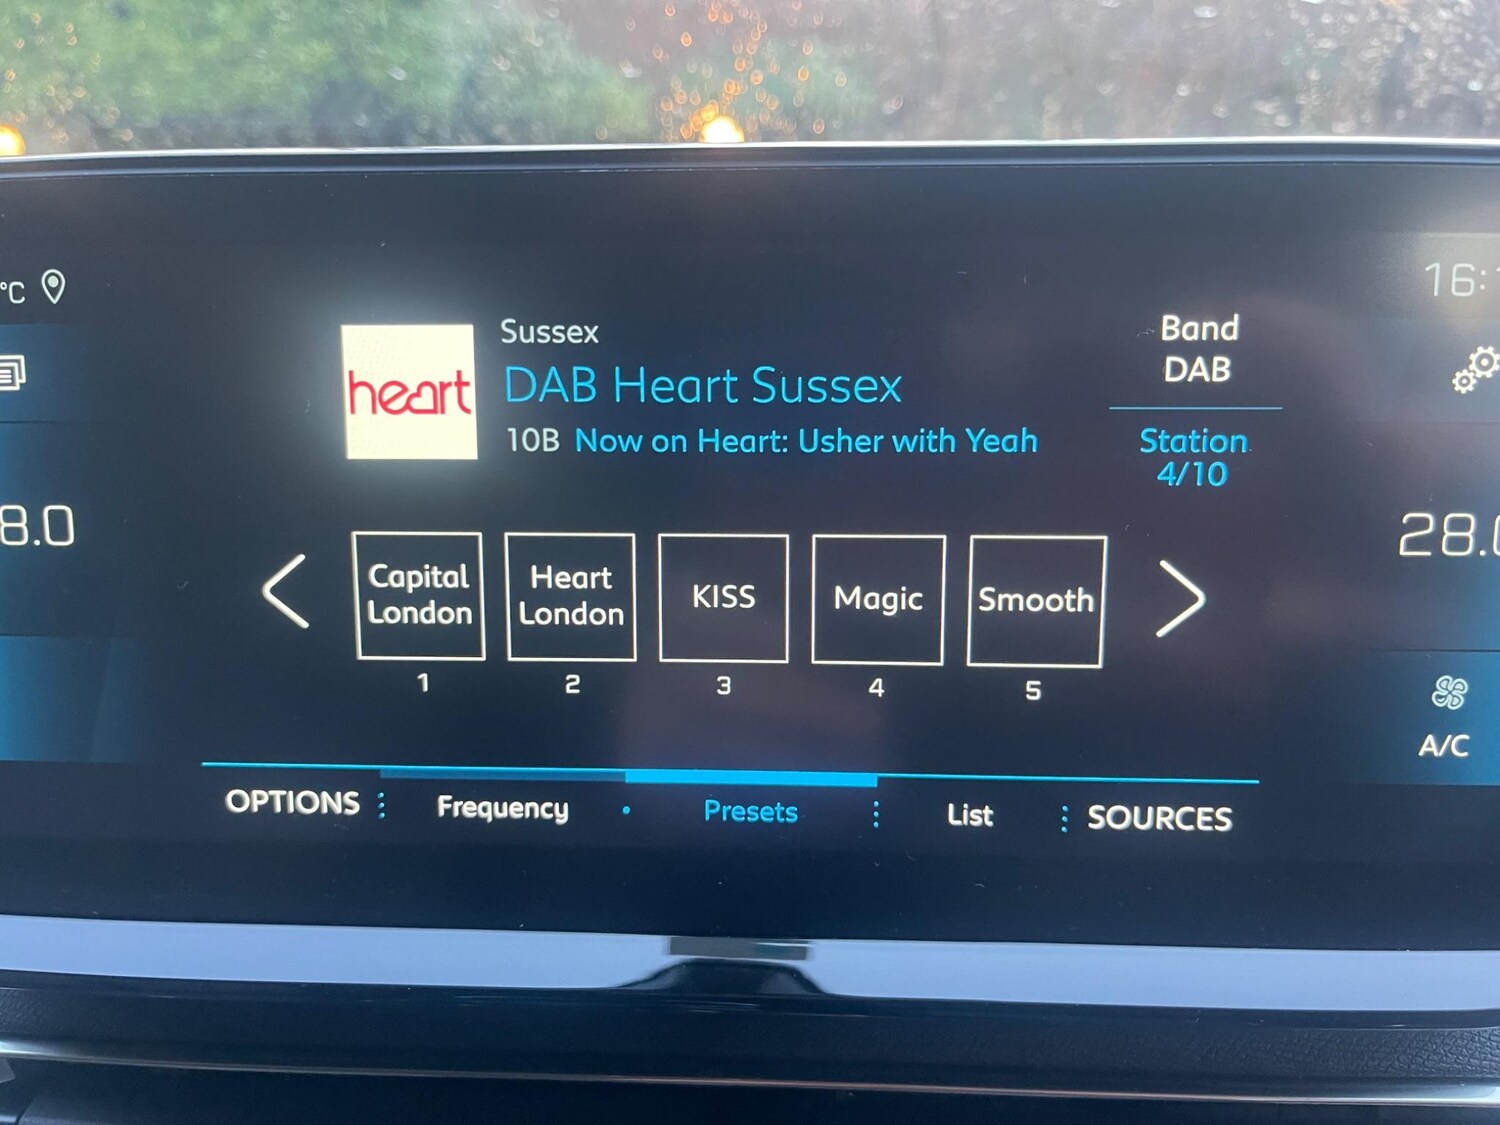 °C
16:
heart
Sussex
DAB Heart Sussex
10B Now on Heart: Usher with Yeah
Band
DAB
Station
4/10
8.0
28.0
Capital
London
Heart
London
KISS
Magic
Smooth
1
2
3
4
5
A/C
OPTIONS
Frequency
Presets
List
SOURCES